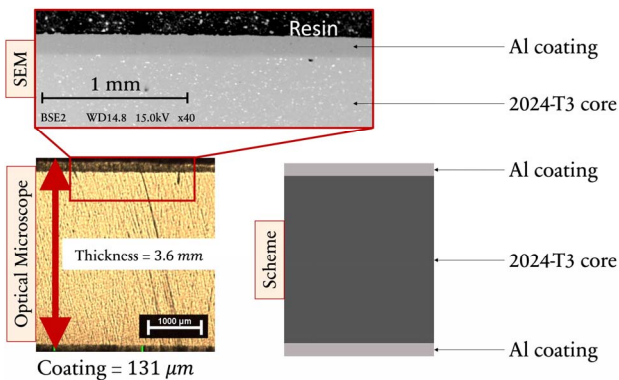 SEM
Resin
1 mm
BSE2 WD14.8 15.0kV x40
Al coating
2024-T3 core
Optical Microscope
Thickness = 3.6 mm
1000 µm
Coating = 131 µm
Scheme
Al coating
2024-T3 core
Al coating